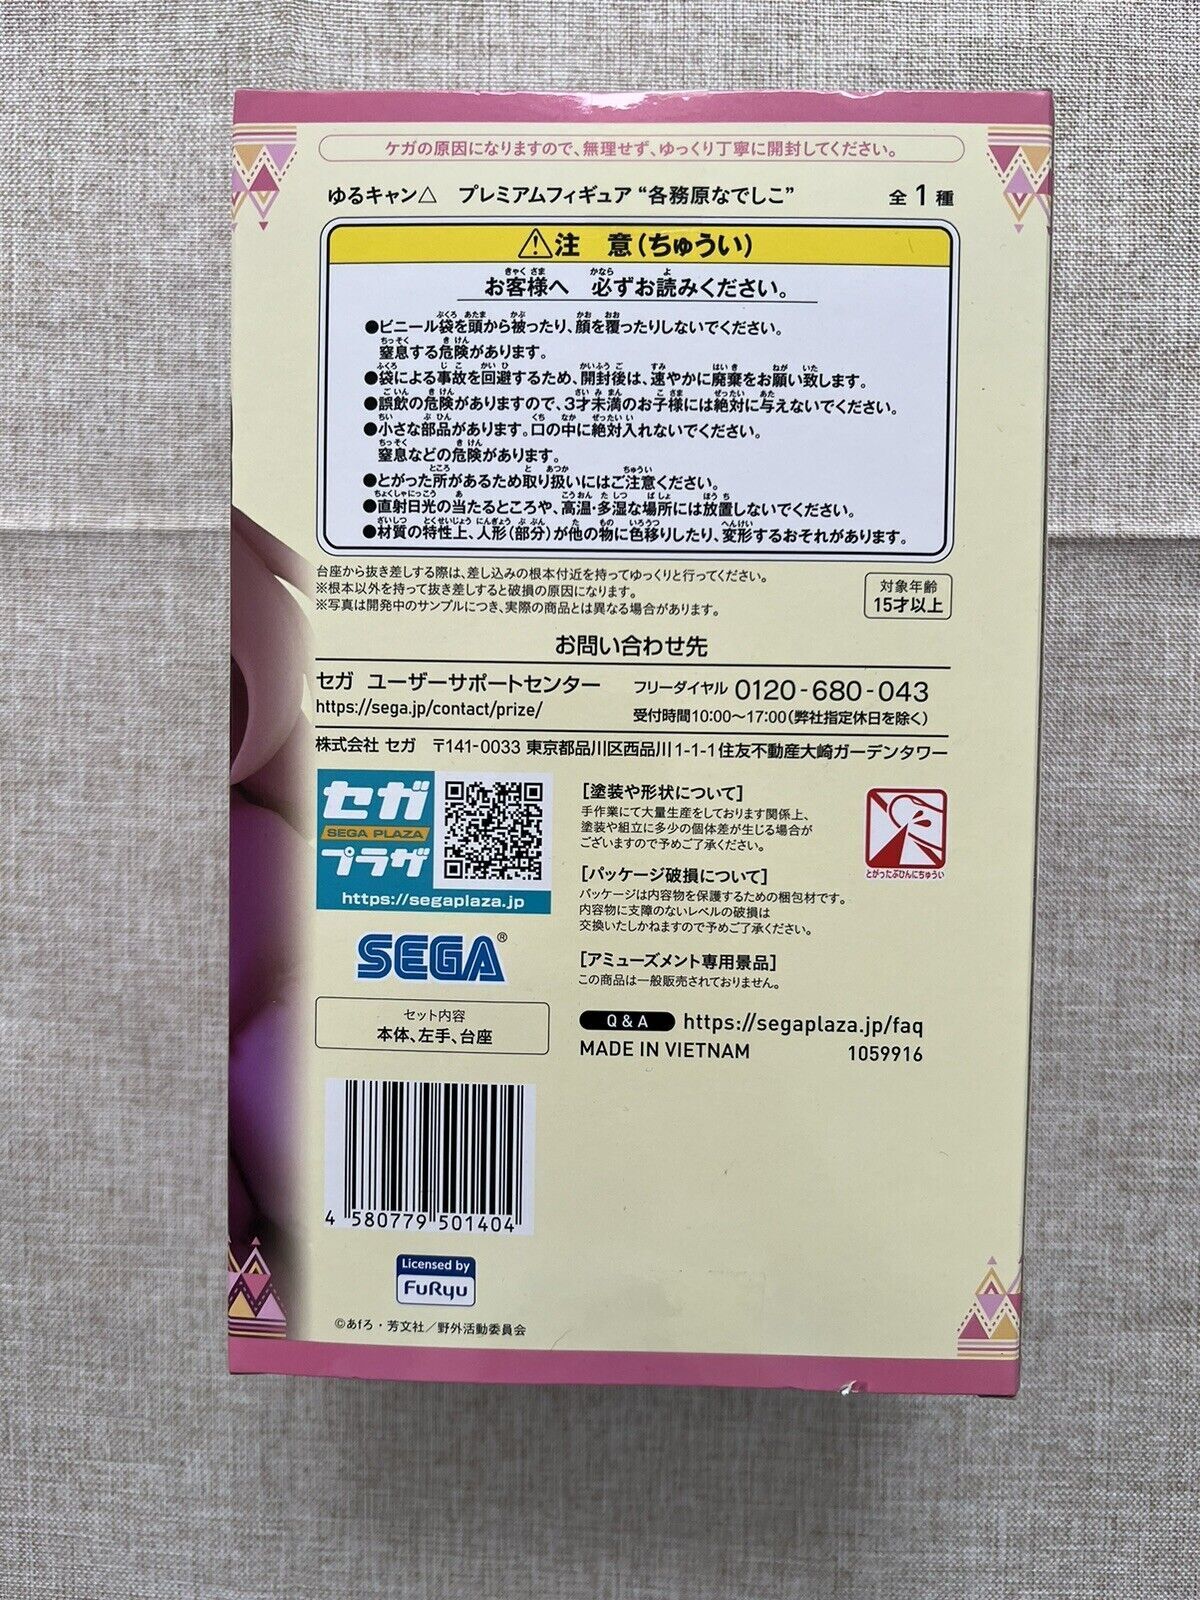 ケガの原因になりますので、無理せず、ゆっくり丁寧に開封してください。
ゆるキャン△ プレミアムフィギュア “各務原なでしこ” 全1種
注 意(ちゅうい)
お客様へ 必ずお読みください。
●ビニール袋を頭から被ったり、顔を覆ったりしないでください。
窒息する危険があります。
●袋による事故を回避するため、開封後は、速やかに廃棄をお願い致します。
●誤飲の危険がありますので、3才未満のお子様には絶対に与えないでください。
●小さな部品があります。口の中に絶対入れないでください。
窒息などの危険があります。
●とがった所があるため取り扱いにはご注意ください。
●直射日光の当たるところや、高温・多湿な場所には放置しないでください。
●材質の特性上、人形(部分)が他の物に色移りしたり、変形するおそれがあります。
台座から抜き差しする際は、差し込みの根本付近を持ってゆっくりと行ってください。
※根本以外を持って抜き差しすると破損の原因になります。
※写真は開発中のサンプルにつき、実際の商品とは異なる場合があります。
対象年齢
15才以上
お問い合わせ先
セガ ユーザーサポートセンター フリーダイヤル 0120-680-043
https://sega.jp/contact/prize/ 受付時間10:00～17:00(弊社指定休日を除く)
株式会社 セガ 〒141-0033 東京都品川区西品川1-1-1住友不動産大崎ガーデンタワー
セガ
SEGA PLAZA
プラザ
https://segaplaza.jp
SEGA®
セット内容
本体、左手、台座
[塗装や形状について]
手作業にて大量生産をしております関係上、
塗装や組立に多少の個体差が生じる場合が
ございますので予めご了承ください。
[パッケージ破損について]
パッケージは内容物を保護するための梱包材です。
内容物に支障のないレベルの破損は
交換いたしかねますので予めご了承ください。
[アミューズメント専用景品]
この商品は一般販売されておりません。
Q & A https://segaplaza.jp/faq
MADE IN VIETNAM 1059916
とがったぶひんにちゅうい
4 580779 501404
Licensed by
FuRyu
©あfろ・芳文社／野外活動委員会